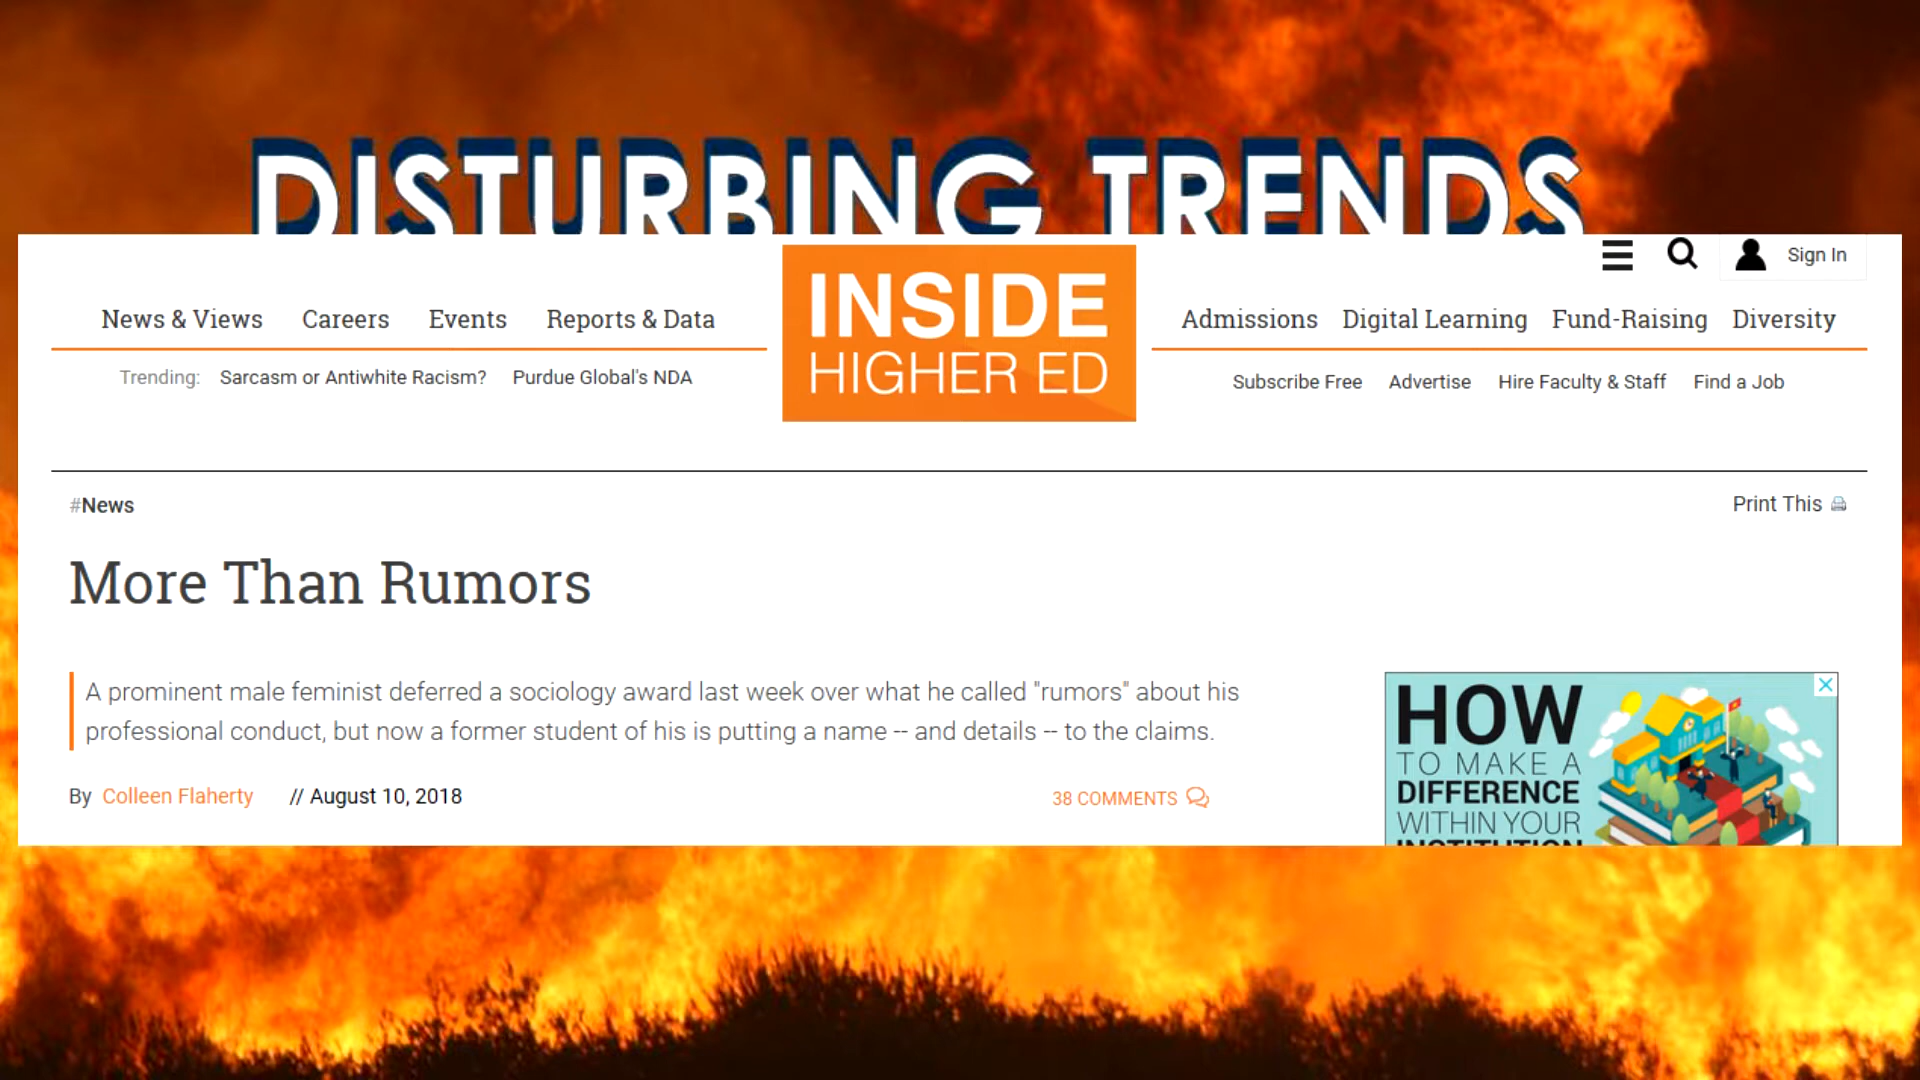 DISTURBING TRENDS
Sign In
News & Views Careers Events Reports & Data
INSIDE
HIGHER ED
Admissions Digital Learning Fund-Raising Diversity
Trending: Sarcasm or Antiwhite Racism? Purdue Global's NDA
Subscribe Free Advertise Hire Faculty & Staff Find a Job
#News
Print This
More Than Rumors
A prominent male feminist deferred a sociology award last week over what he called "rumors" about his
professional conduct, but now a former student of his is putting a name -- and details -- to the claims.
By Colleen Flaherty // August 10, 2018
38 COMMENTS
HOW
TO MAKE A
DIFFERENCE
WITHIN YOUR
INSTITUTION